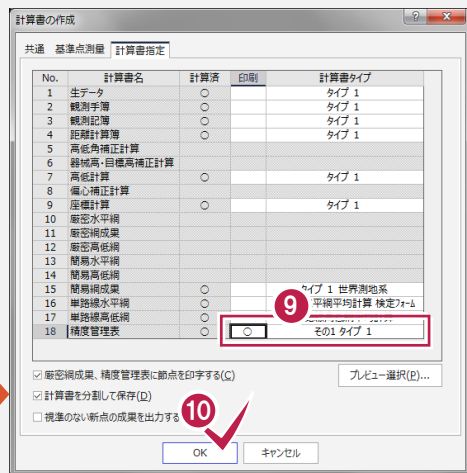 計算書の作成
共通 基準点測量 計算書指定
No. 計算書名 計算済 印刷 計算書タイプ
1 生データ ○ タイプ 1
2 観測手簿 ○ タイプ 1
3 観測記簿 ○ タイプ 1
4 距離計算簿 ○ タイプ 1
5 高低角補正計算
6 器械高・目標高補正計算
7 高低計算 ○ タイプ 1
8 偏心補正計算
9 座標計算 ○ タイプ 1
10 厳密水平網
11 厳密網成果
12 厳密高低網
13 簡易水平網
14 簡易高低網
15 簡易網成果 ○ タイプ 1 世界測地系
16 単路線水平網 ○ 平網平均計算 検定フォーム
17 単路線高低網 ○
18 精度管理表 ○ ○ その1 タイプ 1
9
厳密網成果、精度管理表に節点を印字する(C) プレビュー選択(P)...
計算書を分割して保存(D)
視準のない新点の成果を出力する
10
OK キャンセル